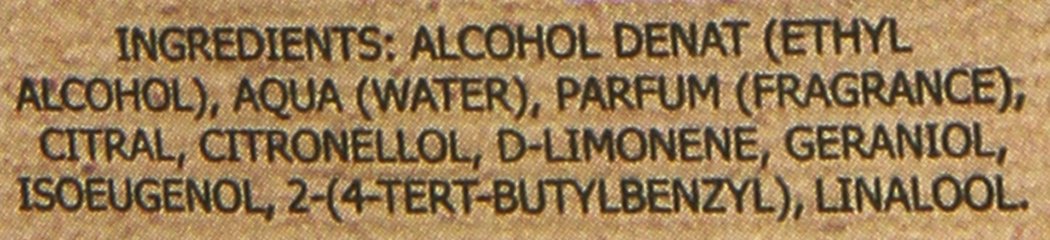 INGREDIENTS: ALCOHOL DENAT (ETHYL
ALCOHOL), AQUA (WATER), PARFUM (FRAGRANCE),
CITRAL, CITRONELLOL, D-LIMONENE, GERANIOL,
ISOEUGENOL, 2-(4-TERT-BUTYLBENZYL), LINALOOL.